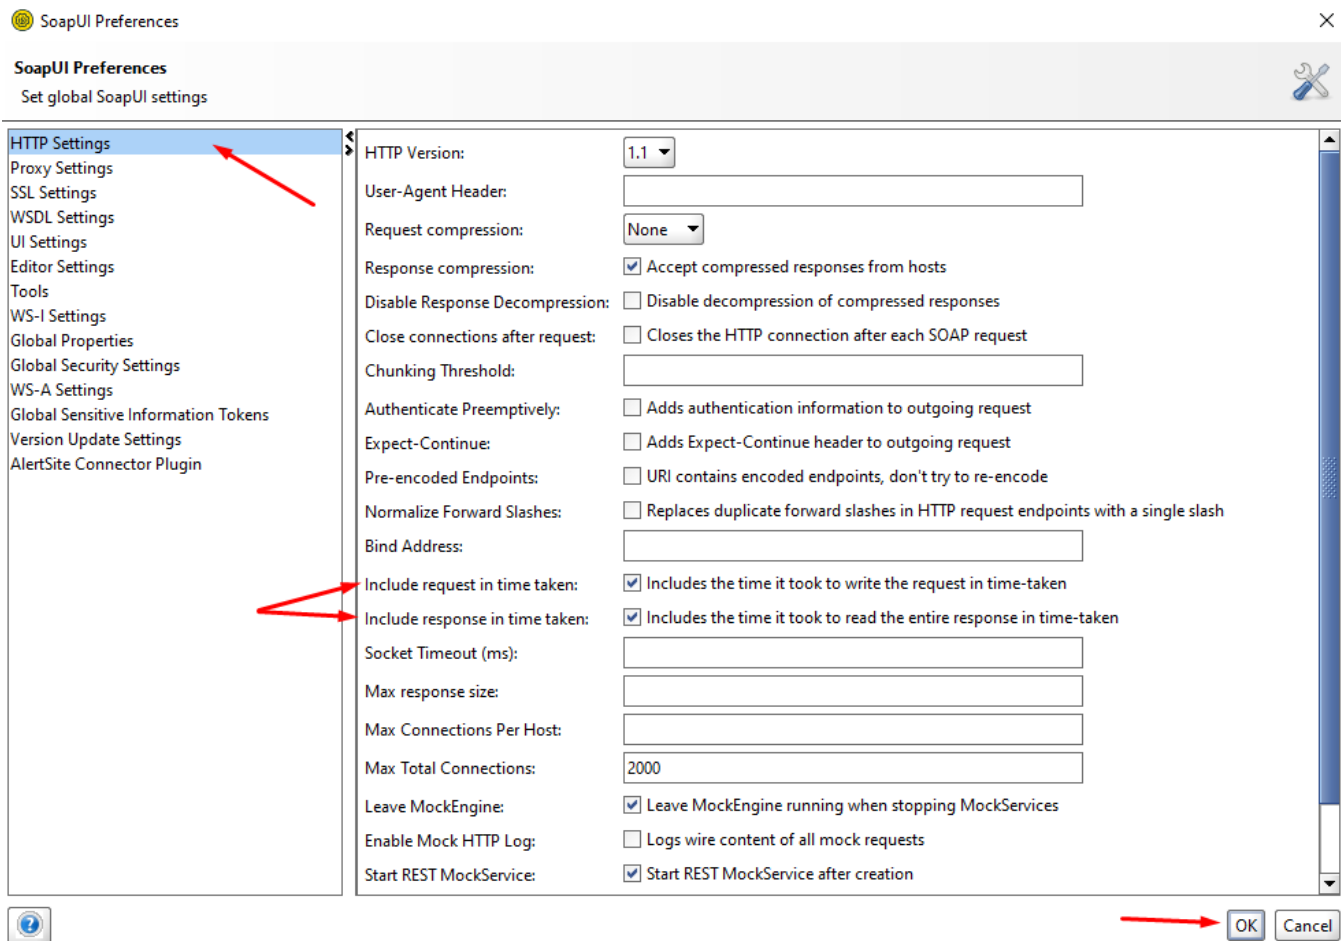 SoapUI Preferences
SoapUI Preferences
Set global SoapUI settings
HTTP Settings
Proxy Settings
SSL Settings
WSDL Settings
UI Settings
Editor Settings
Tools
WS-I Settings
Global Properties
Global Security Settings
WS-A Settings
Global Sensitive Information Tokens
Version Update Settings
AlertSite Connector Plugin
HTTP Version: 1.1
User-Agent Header:
Request compression: None
Response compression: Accept compressed responses from hosts
Disable Response Decompression: Disable decompression of compressed responses
Close connections after request: Closes the HTTP connection after each SOAP request
Chunking Threshold:
Authenticate Preemptively: Adds authentication information to outgoing request
Expect-Continue: Adds Expect-Continue header to outgoing request
Pre-encoded Endpoints: URI contains encoded endpoints, don't try to re-encode
Normalize Forward Slashes: Replaces duplicate forward slashes in HTTP request endpoints with a single slash
Bind Address:
Include request in time taken: Includes the time it took to write the request in time-taken
Include response in time taken: Includes the time it took to read the entire response in time-taken
Socket Timeout (ms):
Max response size:
Max Connections Per Host:
Max Total Connections: 2000
Leave MockEngine: Leave MockEngine running when stopping MockServices
Enable Mock HTTP Log: Logs wire content of all mock requests
Start REST MockService: Start REST MockService after creation
?
OK Cancel